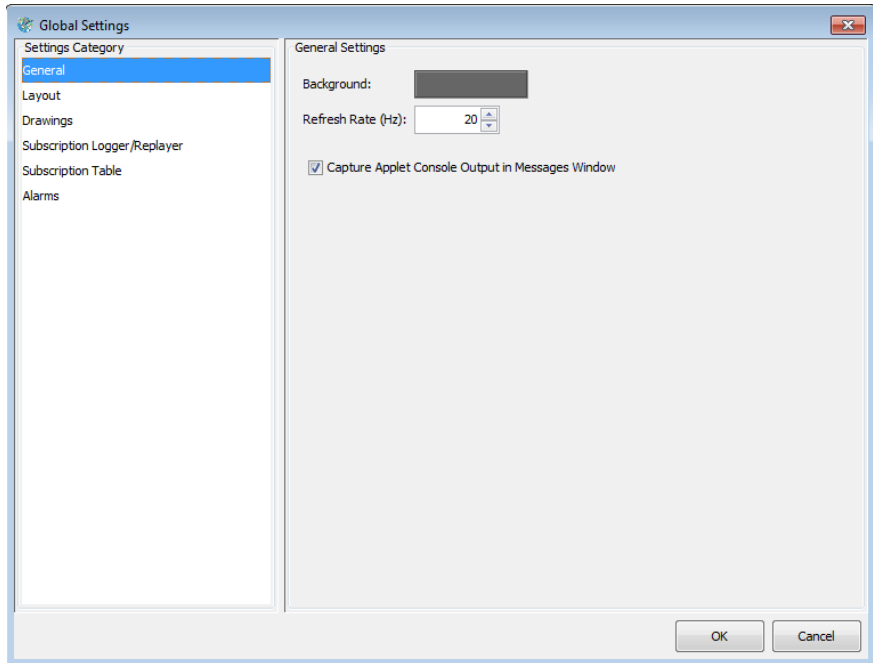 Global Settings
Settings Category
General
Layout
Drawings
Subscription Logger/Replayer
Subscription Table
Alarms
General Settings
Background:
Refresh Rate (Hz): 20
Capture Applet Console Output in Messages Window
OK Cancel